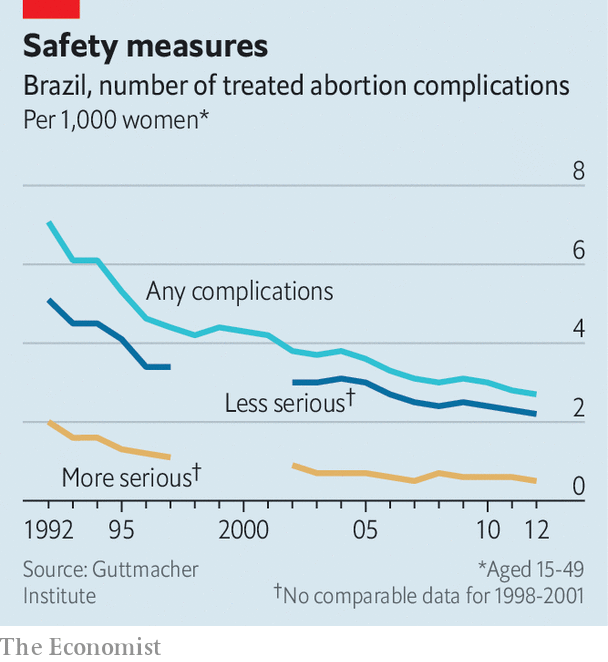 Safety measures
Brazil, number of treated abortion complications
Per 1,000 women*
8
6
Any complications
4
Less serious†
2
More serious†
0
1992 95 2000 05 10 12
Source: Guttmacher
Institute
*Aged 15-49
†No comparable data for 1998-2001
The Economist